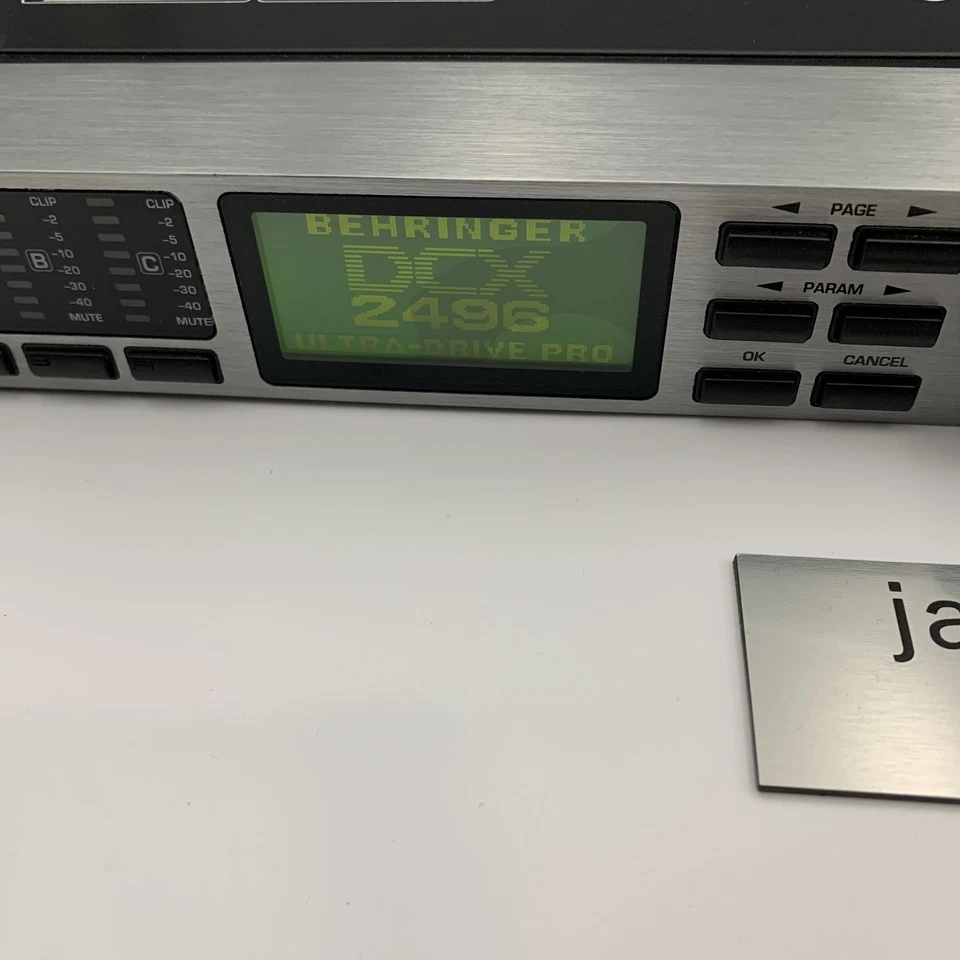 CLIP
-2
-5
B -10
-20
-30
-40
MUTE
CLIP
-2
-5
C -10
-20
-30
-40
MUTE
BEHRINGER
DCX
2496
ULTRA-DRIVE PRO
PAGE
PARAM
OK CANCEL
ja